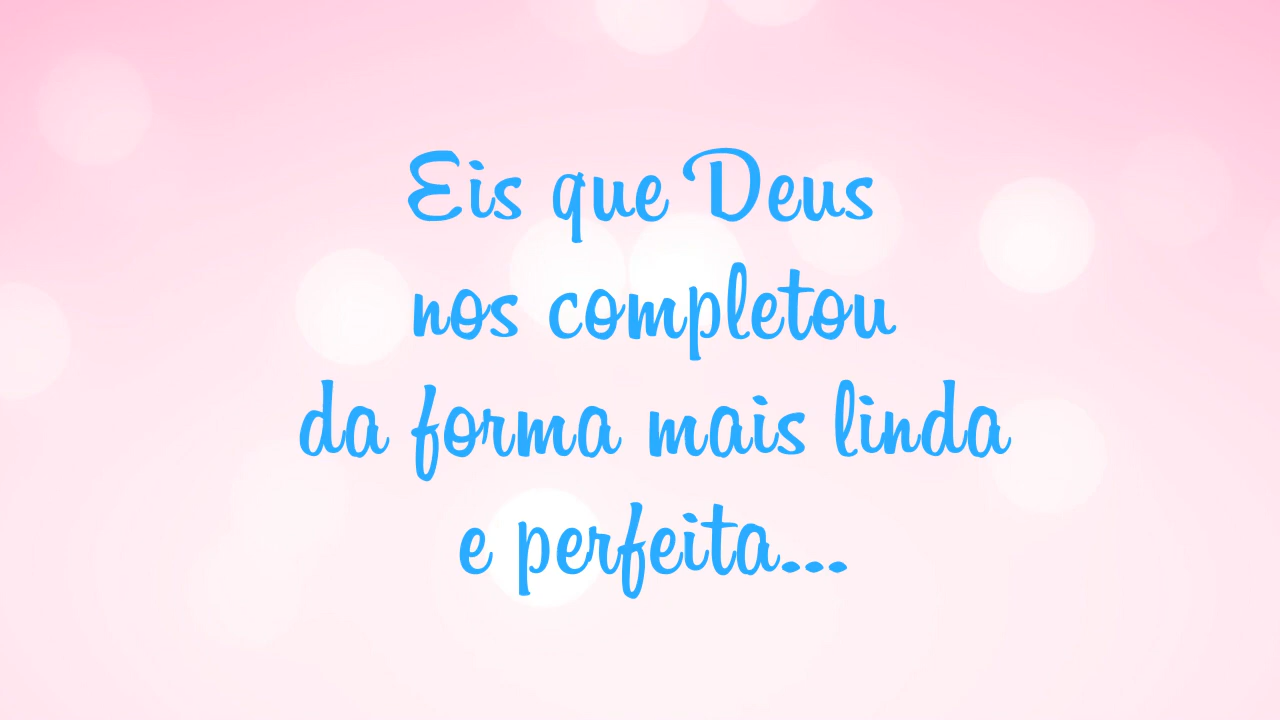 Eis que Deus
nos completou
da forma mais linda
e perfeita...